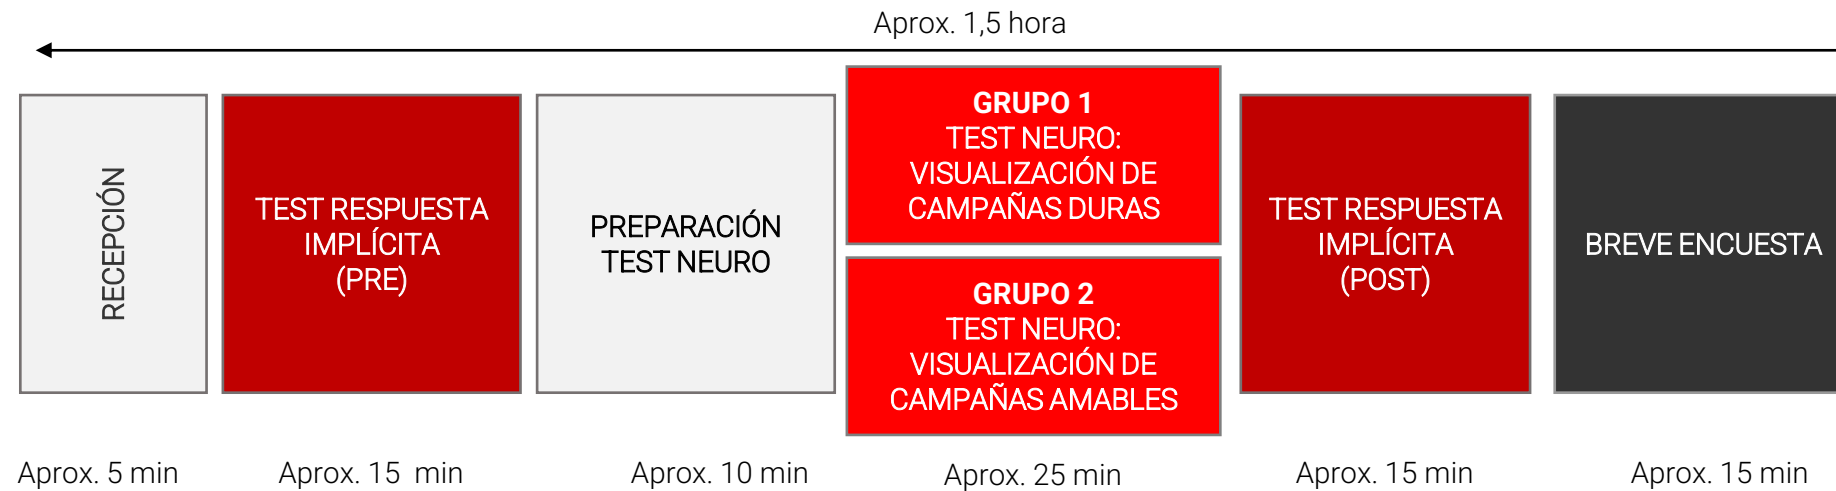 Aprox. 1,5 hora
RECEPCIÓN
TEST RESPUESTA
IMPLÍCITA
(PRE)
PREPARACIÓN
TEST NEURO
GRUPO 1
TEST NEURO:
VISUALIZACIÓN DE
CAMPAÑAS DURAS
GRUPO 2
TEST NEURO:
VISUALIZACIÓN DE
CAMPAÑAS AMABLES
TEST RESPUESTA
IMPLÍCITA
(POST)
BREVE ENCUESTA
Aprox. 5 min
Aprox. 15 min
Aprox. 10 min
Aprox. 25 min
Aprox. 15 min
Aprox. 15 min